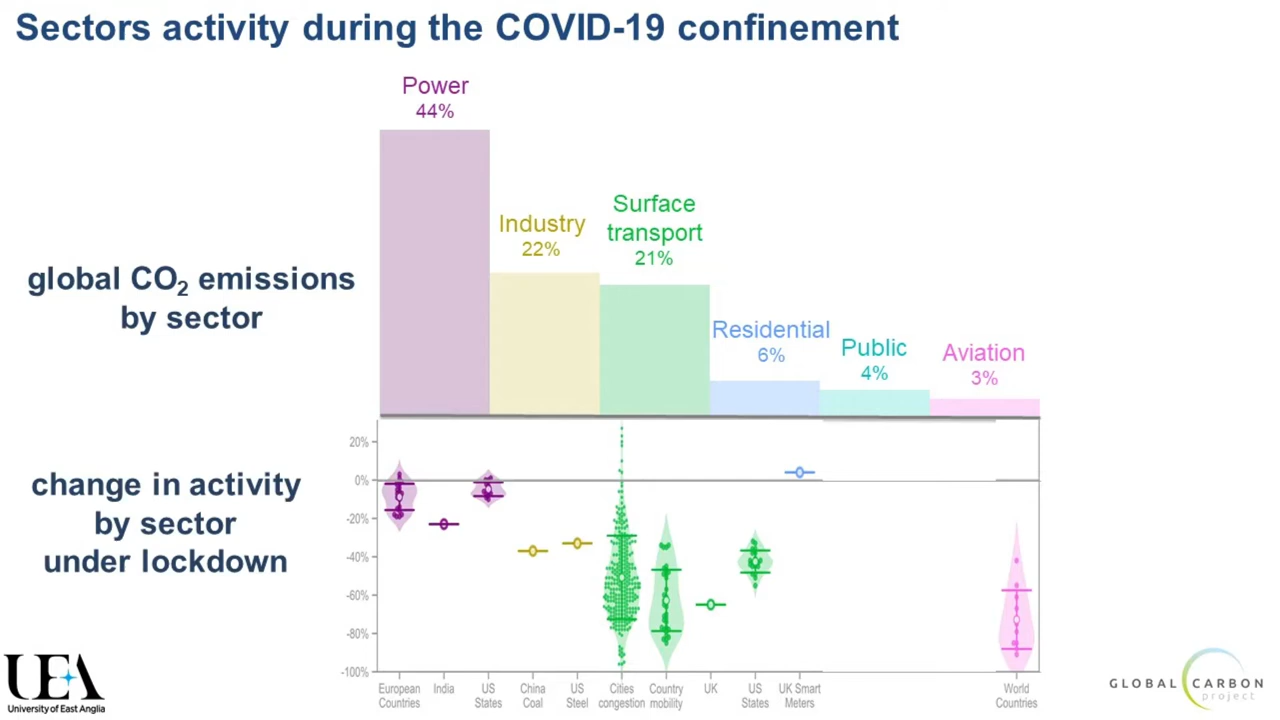 Sectors activity during the COVID-19 confinement
Power
44%
Industry
22%
Surface
transport
21%
Residential
6%
Public
4%
Aviation
3%
global CO₂ emissions
by sector
change in activity
by sector
under lockdown
20%
0%
-20%
-40%
-60%
-80%
-100%
European
Countries
India
US
States
China
Coal
US
Steel
Cities
congestion
Country
mobility
UK
US
States
UK Smart
Meters
World
Countries
UEA
University of East Anglia
GLOBAL CARBON
project